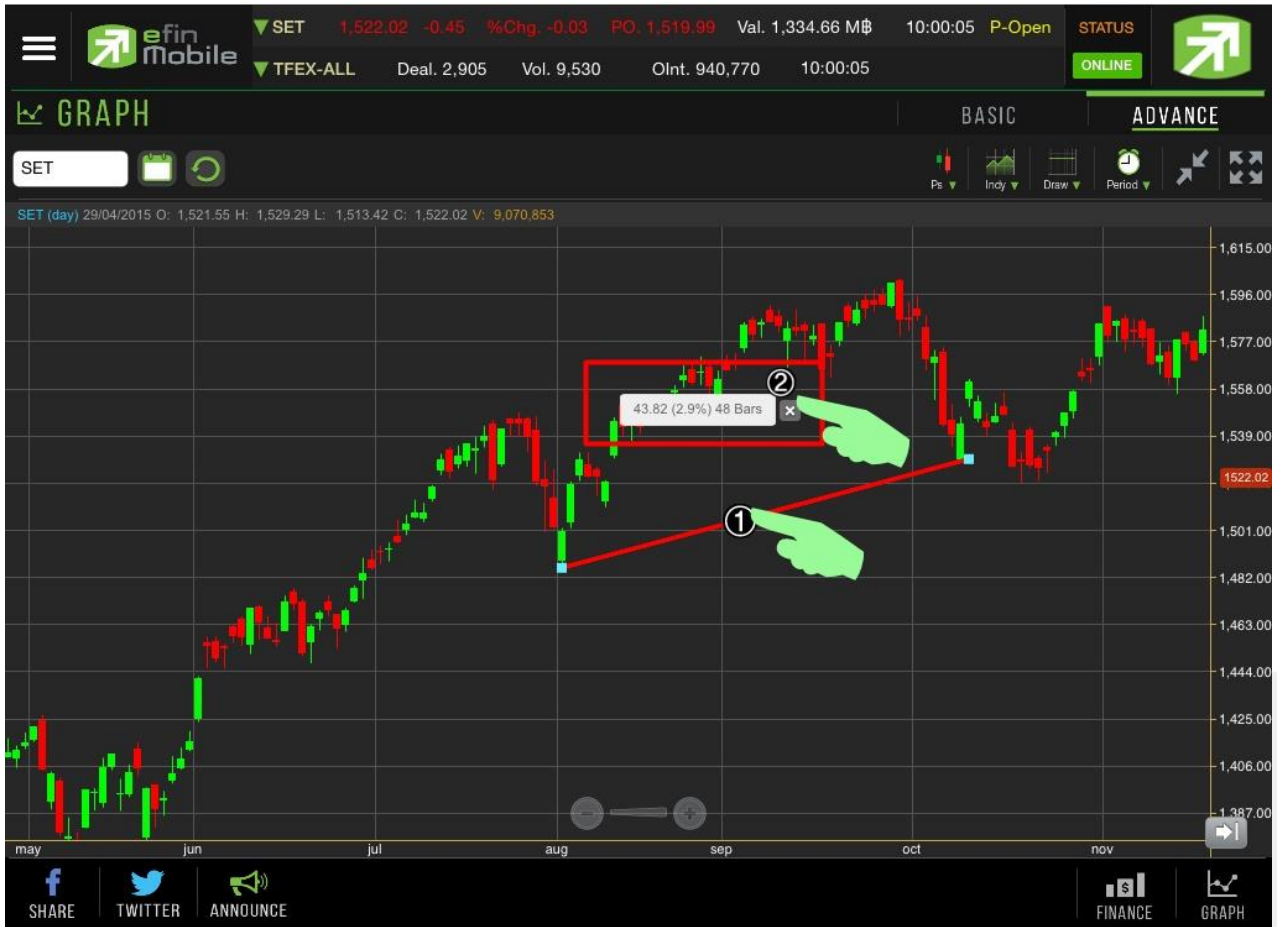 efin Mobile
▼ SET 1,522.02 -0.45 %Chg. -0.03 PO. 1,519.99 Val. 1,334.66 M฿ 10:00:05 P-Open STATUS
▼ TFEX-ALL Deal. 2,905 Vol. 9,530 OInt. 940,770 10:00:05 ONLINE
GRAPH BASIC ADVANCE
SET
Ps ▼ Indy ▼ Draw ▼ Period ▼
SET (day) 29/04/2015 O: 1,521.55 H: 1,529.29 L: 1,513.42 C: 1,522.02 V: 9,070,853
1,615.00
1,596.00
1,577.00
1,558.00
②
43.82 (2.9%) 48 Bars
1,539.00
1522.02
①
1,501.00
1,482.00
1,463.00
1,444.00
1,425.00
1,406.00
1,387.00
may jun jul aug sep oct nov
SHARE TWITTER ANNOUNCE FINANCE GRAPH